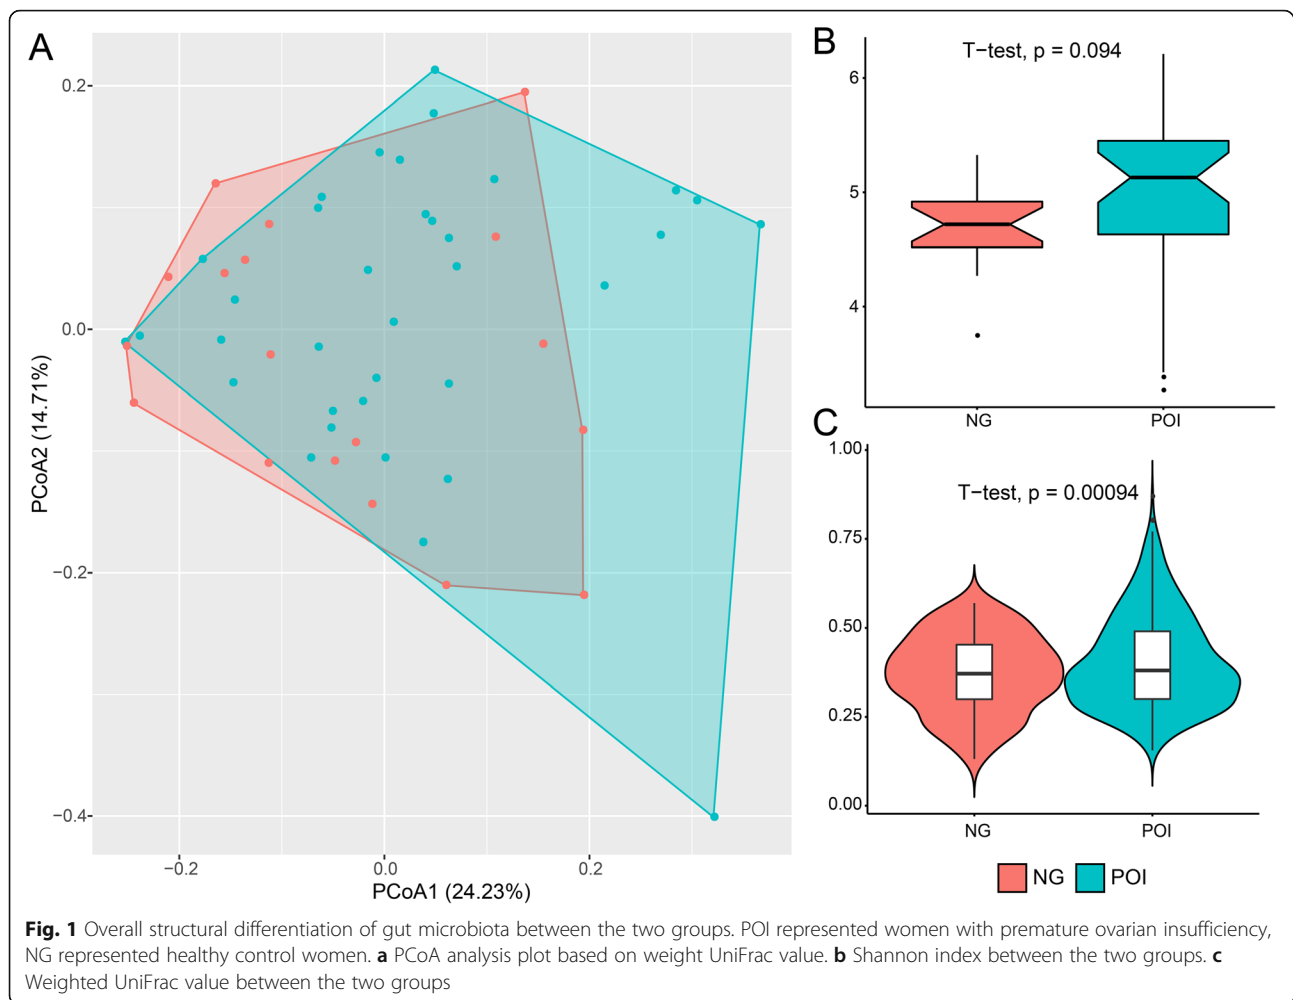 A
0.2
0.0
−0.2
−0.4
PCoA2 (14.71%)
−0.2
0.0
0.2
PCoA1 (24.23%)
B
T−test, p = 0.094
6
5
4
NG
POI
C
T−test, p = 0.00094
1.00
0.75
0.50
0.25
0.00
NG
POI
NG
POI
Fig. 1 Overall structural differentiation of gut microbiota between the two groups. POI represented women with premature ovarian insufficiency,
NG represented healthy control women. a PCoA analysis plot based on weight UniFrac value. b Shannon index between the two groups. c
Weighted UniFrac value between the two groups